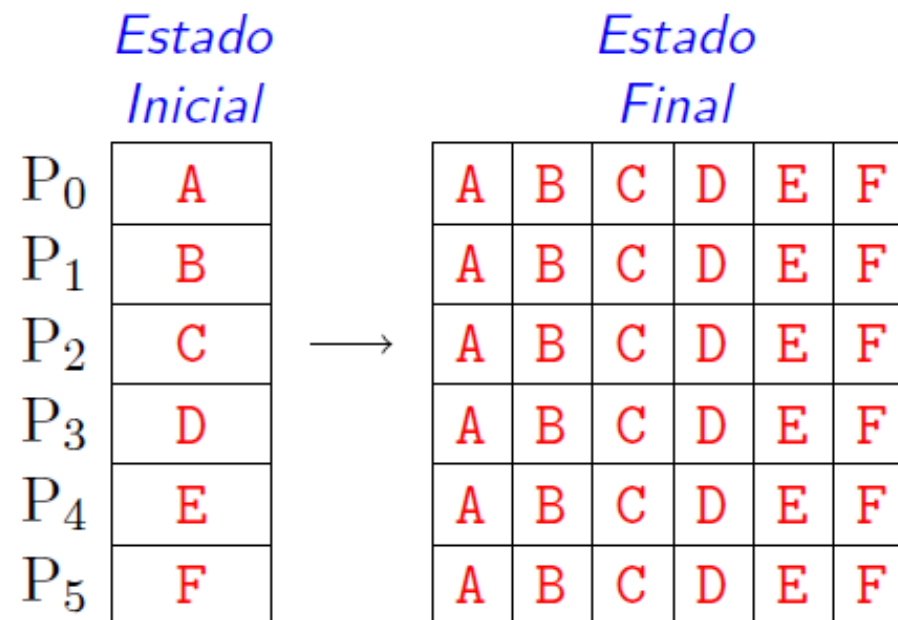 Estado Estado
Inicial Final
P₀ A A B C D E F
P₁ B A B C D E F
P₂ C → A B C D E F
P₃ D A B C D E F
P₄ E A B C D E F
P₅ F A B C D E F